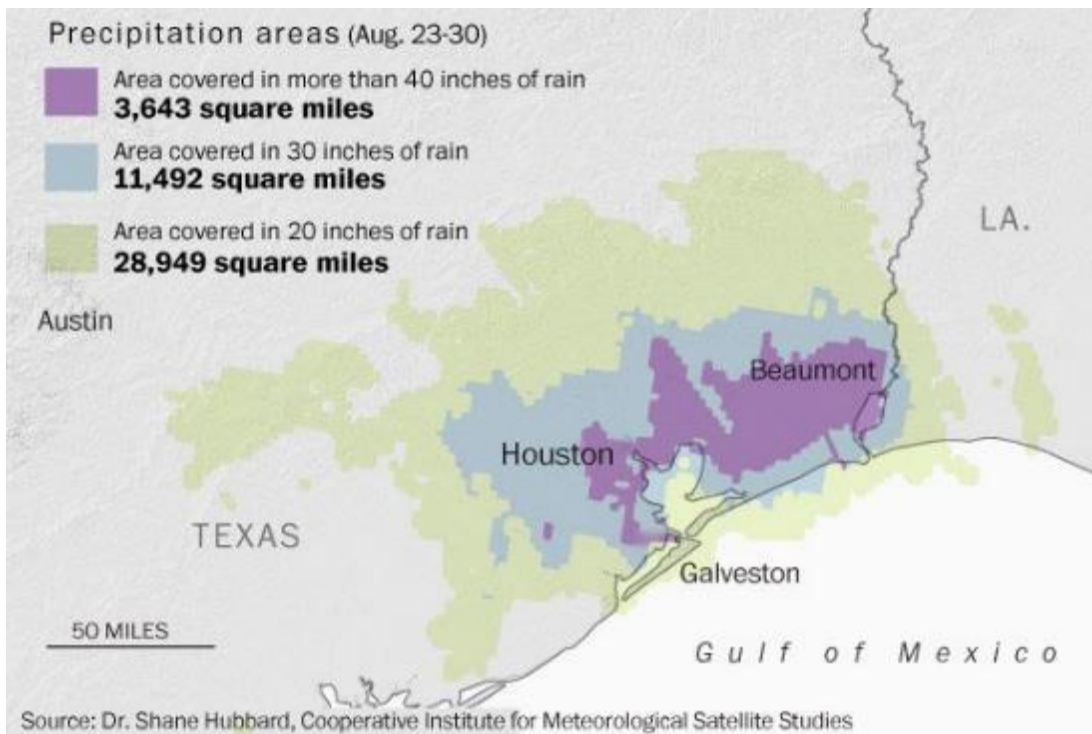 Precipitation areas (Aug. 23-30)
Area covered in more than 40 inches of rain
3,643 square miles
Area covered in 30 inches of rain
11,492 square miles
Area covered in 20 inches of rain
28,949 square miles
LA.
Austin
Beaumont
Houston
TEXAS
Galveston
50 MILES
Gulf of Mexico
Source: Dr. Shane Hubbard, Cooperative Institute for Meteorological Satellite Studies